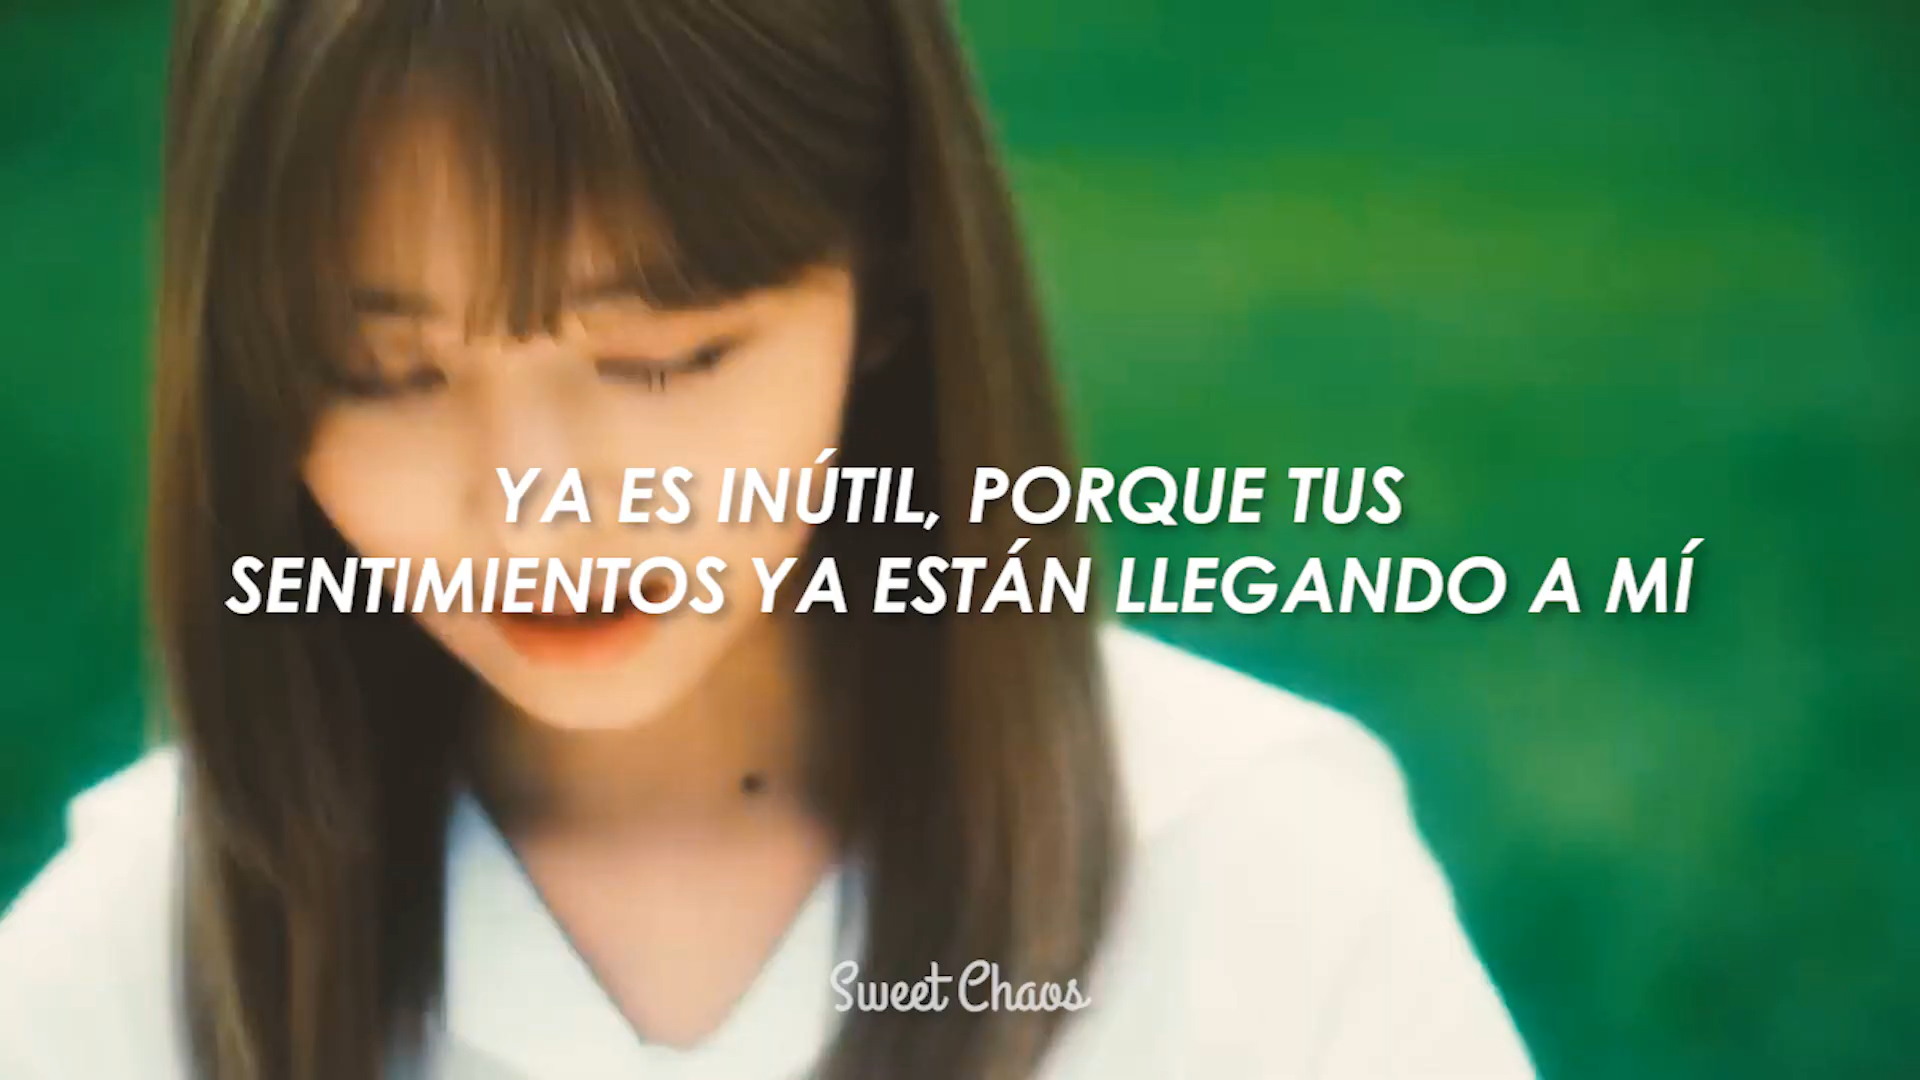 YA ES INÚTIL, PORQUE TUS
SENTIMIENTOS YA ESTÁN LLEGANDO A MÍ
Sweet Chaos